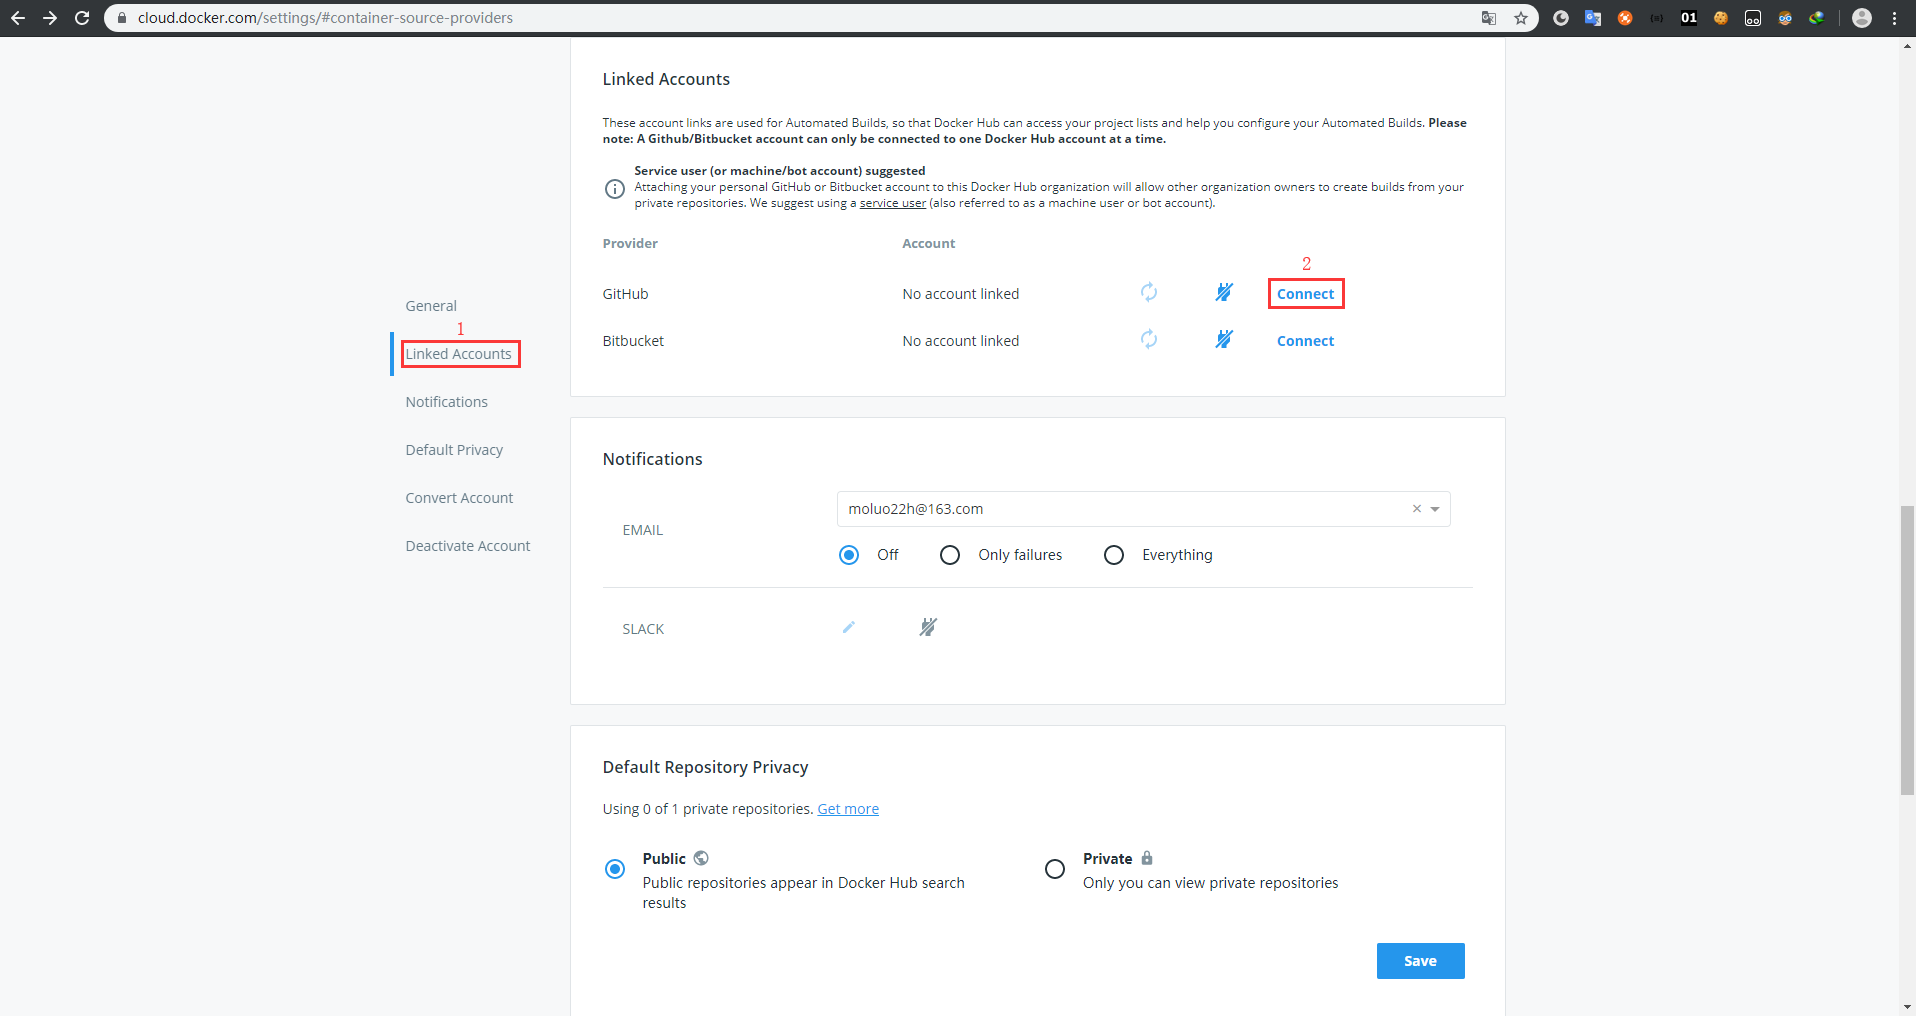 cloud.docker.com/settings/#container-source-providers
01
Linked Accounts
These account links are used for Automated Builds, so that Docker Hub can access your project lists and help you configure your Automated Builds. Please
note: A Github/Bitbucket account can only be connected to one Docker Hub account at a time.
Service user (or machine/bot account) suggested
Attaching your personal GitHub or Bitbucket account to this Docker Hub organization will allow other organization owners to create builds from your
private repositories. We suggest using a service user (also referred to as a machine user or bot account).
Provider Account
2
GitHub No account linked Connect
Bitbucket No account linked Connect
General
1
Linked Accounts
Notifications
Default Privacy
Convert Account
Deactivate Account
Notifications
EMAIL
moluo22h@163.com
Off Only failures Everything
SLACK
Default Repository Privacy
Using 0 of 1 private repositories. Get more
Public
Public repositories appear in Docker Hub search
results
Private
Only you can view private repositories
Save